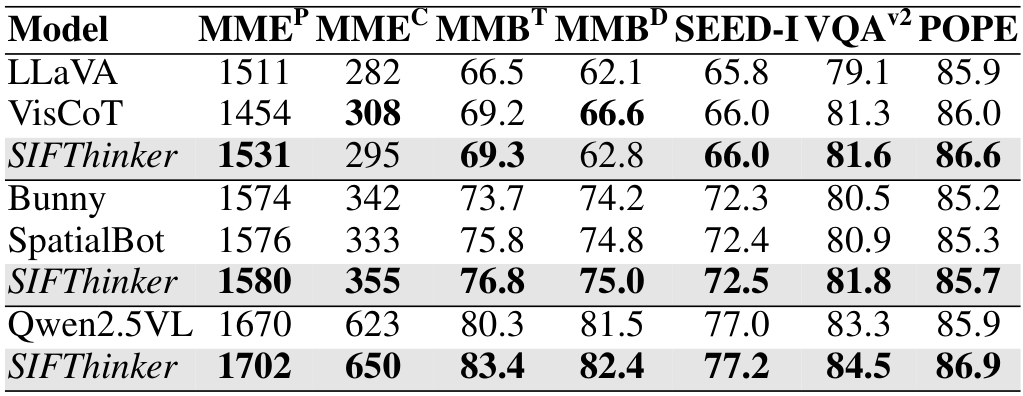 Model MME^P MME^C MMB^T MMB^D SEED-I VQA^v2 POPE
LLaVA 1511 282 66.5 62.1 65.8 79.1 85.9
VisCoT 1454 308 69.2 66.6 66.0 81.3 86.0
SIFThinker 1531 295 69.3 62.8 66.0 81.6 86.6
Bunny 1574 342 73.7 74.2 72.3 80.5 85.2
SpatialBot 1576 333 75.8 74.8 72.4 80.9 85.3
SIFThinker 1580 355 76.8 75.0 72.5 81.8 85.7
Qwen2.5VL 1670 623 80.3 81.5 77.0 83.3 85.9
SIFThinker 1702 650 83.4 82.4 77.2 84.5 86.9